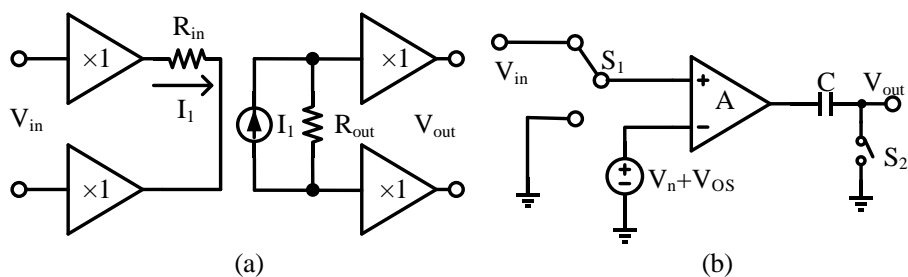 R_in
×1
×1
I_1
V_in
I_1
R_out
V_out
×1
×1
(a)
V_in
S_1
+
A
−
C
V_out
S_2
+
−
V_n+V_OS
(b)